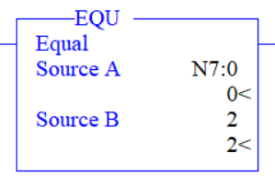 EQU
Equal
Source A N7:0
0<
Source B 2
2<